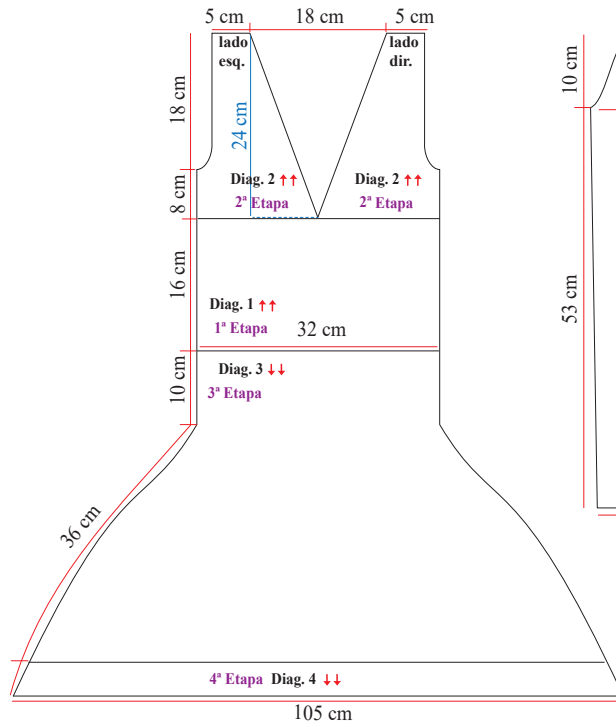 5 cm 18 cm 5 cm
lado
esq.
lado
dir.
18 cm
24 cm
10 cm
Diag. 2 ↑↑ Diag. 2 ↑↑
2ª Etapa 2ª Etapa
8 cm
16 cm
53 cm
Diag. 1 ↑↑
1ª Etapa
32 cm
Diag. 3 ↓↓
3ª Etapa
10 cm
36 cm
4ª Etapa Diag. 4 ↓↓
105 cm